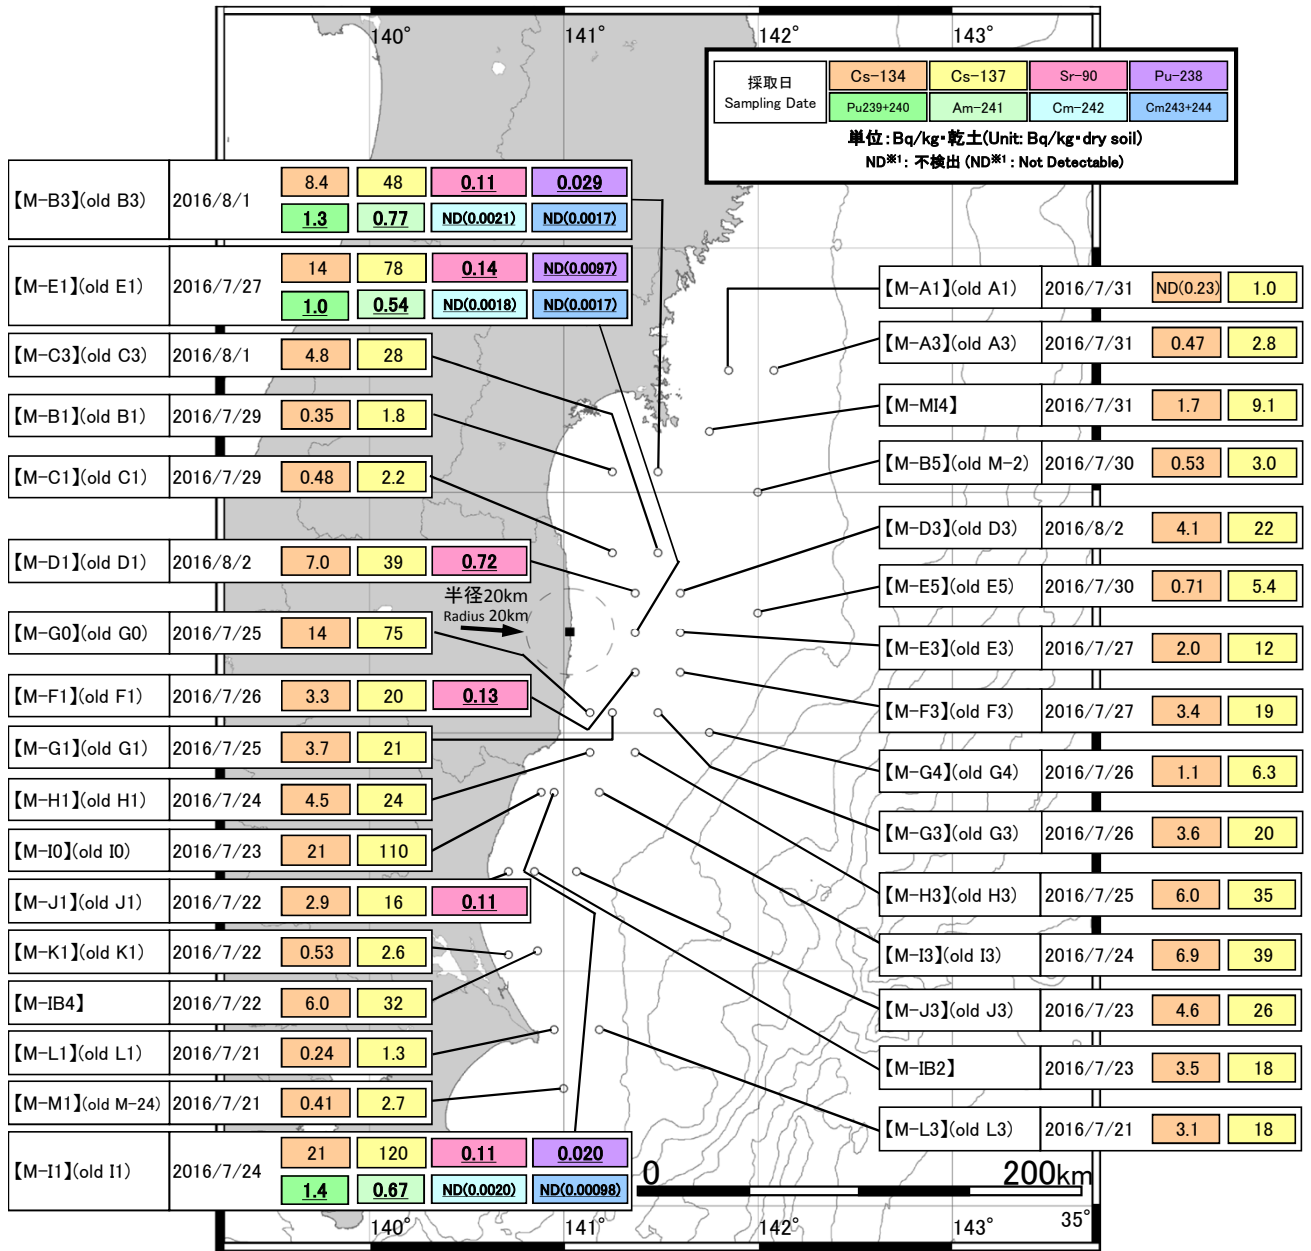 140°
141°
142°
143°
採取日
Sampling Date
Cs-134
Cs-137
Sr-90
Pu-238
Pu239+240
Am-241
Cm-242
Cm243+244
単位:Bq/kg・乾土(Unit: Bq/kg・dry soil)
ND※1: 不検出 (ND※1: Not Detectable)
【M-B3】(old B3) 2016/8/1 8.4 48 0.11 0.029
1.3 0.77 ND(0.0021) ND(0.0017)
【M-E1】(old E1) 2016/7/27 14 78 0.14 ND(0.0097)
1.0 0.54 ND(0.0018) ND(0.0017)
【M-C3】(old C3) 2016/8/1 4.8 28
【M-B1】(old B1) 2016/7/29 0.35 1.8
【M-C1】(old C1) 2016/7/29 0.48 2.2
【M-D1】(old D1) 2016/8/2 7.0 39 0.72
半径20km
Radius 20km
【M-G0】(old G0) 2016/7/25 14 75
【M-F1】(old F1) 2016/7/26 3.3 20 0.13
【M-G1】(old G1) 2016/7/25 3.7 21
【M-H1】(old H1) 2016/7/24 4.5 24
【M-I0】(old I0) 2016/7/23 21 110
【M-J1】(old J1) 2016/7/22 2.9 16 0.11
【M-K1】(old K1) 2016/7/22 0.53 2.6
【M-IB4】 2016/7/22 6.0 32
【M-L1】(old L1) 2016/7/21 0.24 1.3
【M-M1】(old M-24) 2016/7/21 0.41 2.7
【M-I1】(old I1) 2016/7/24 21 120 0.11 0.020
1.4 0.67 ND(0.0020) ND(0.00098)
【M-A1】(old A1) 2016/7/31 ND(0.23) 1.0
【M-A3】(old A3) 2016/7/31 0.47 2.8
【M-MI4】 2016/7/31 1.7 9.1
【M-B5】(old M-2) 2016/7/30 0.53 3.0
【M-D3】(old D3) 2016/8/2 4.1 22
【M-E5】(old E5) 2016/7/30 0.71 5.4
【M-E3】(old E3) 2016/7/27 2.0 12
【M-F3】(old F3) 2016/7/27 3.4 19
【M-G4】(old G4) 2016/7/26 1.1 6.3
【M-G3】(old G3) 2016/7/26 3.6 20
【M-H3】(old H3) 2016/7/25 6.0 35
【M-I3】(old I3) 2016/7/24 6.9 39
【M-J3】(old J3) 2016/7/23 4.6 26
【M-IB2】 2016/7/23 3.5 18
【M-L3】(old L3) 2016/7/21 3.1 18
0
200km
35°
140°
141°
142°
143°